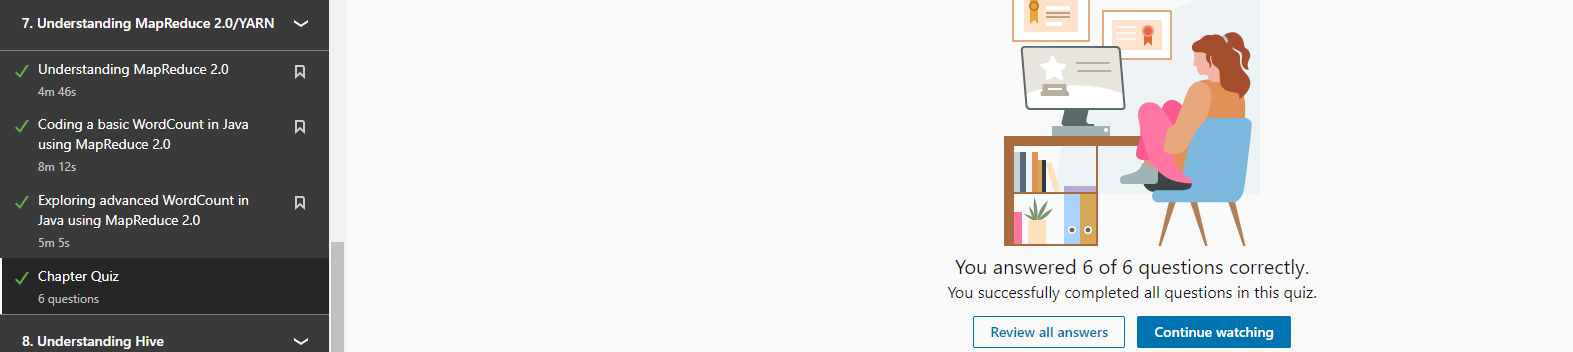 7. Understanding MapReduce 2.0/YARN
Understanding MapReduce 2.0
4m 46s
Coding a basic WordCount in Java
using MapReduce 2.0
8m 12s
Exploring advanced WordCount in
Java using MapReduce 2.0
5m 5s
Chapter Quiz
6 questions
8. Understanding Hive
You answered 6 of 6 questions correctly.
You successfully completed all questions in this quiz.
Review all answers
Continue watching